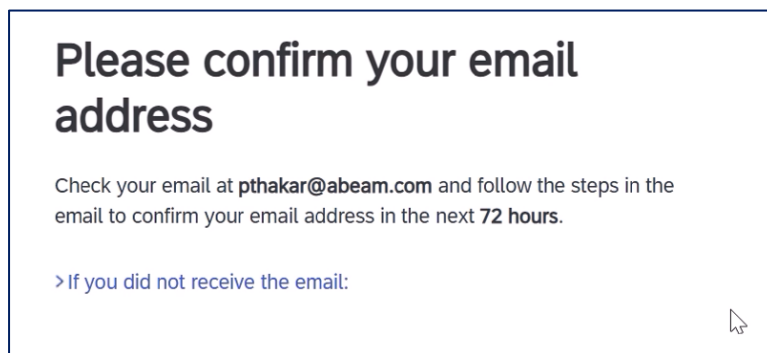 Please confirm your email
address
Check your email at pthakar@abeam.com and follow the steps in the
email to confirm your email address in the next 72 hours.
>If you did not receive the email: